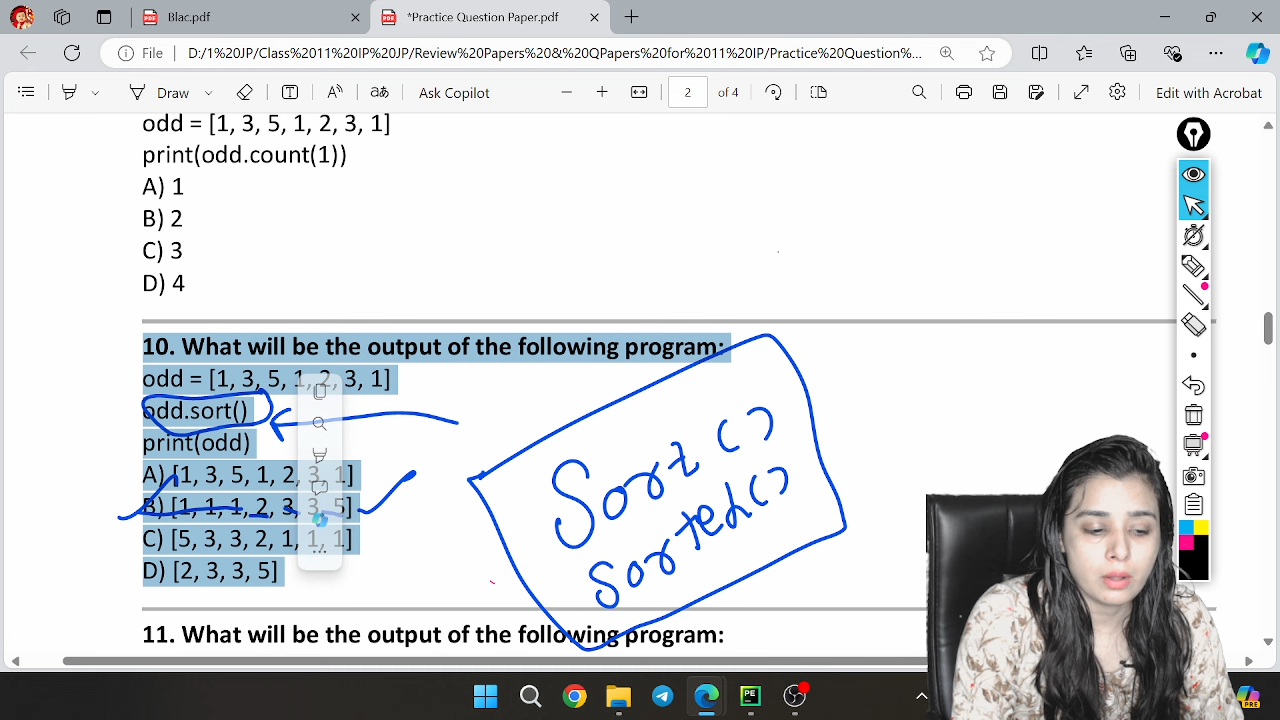 Blac.pdf
*Practice Question Paper.pdf
File
D:/1%20JP/Class%2011%20IP%20JP/Review%20Papers%20&%20QPapers%20for%2011%20IP/Practice%20Question%...
Draw
Ask Copilot
2
of 4
Edit with Acrobat
odd = [1, 3, 5, 1, 2, 3, 1]
print(odd.count(1))
A) 1
B) 2
C) 3
D) 4
10. What will be the output of the following program:
odd = [1, 3, 5, 1, 2, 3, 1]
odd.sort()
print(odd)
A) [1, 3, 5, 1, 2, 3, 1]
B) [1, 1, 1, 2, 3, 3, 5]
C) [5, 3, 3, 2, 1, 1, 1]
D) [2, 3, 3, 5]
Sort ()
Sorted()
11. What will be the output of the following program: